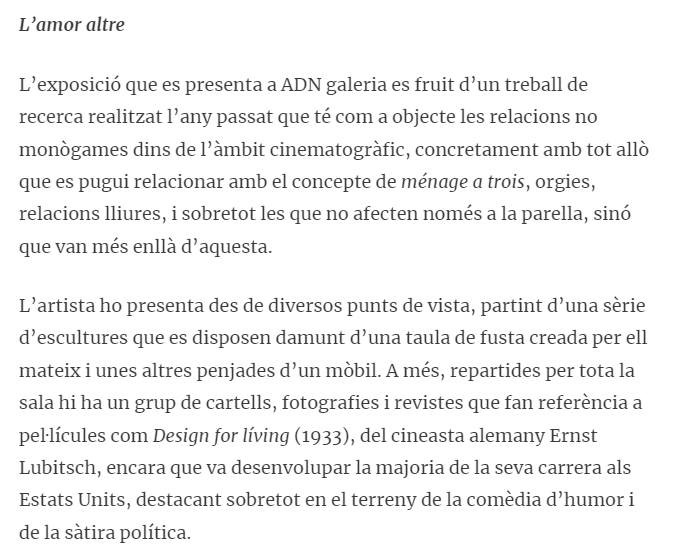 L’amor altre
L’exposició que es presenta a ADN galeria es fruit d’un treball de
recerca realitzat l’any passat que té com a objecte les relacions no
monògames dins de l’àmbit cinematogràfic, concretament amb tot allò
que es pugui relacionar amb el concepte de ménage a trois, orgies,
relacions lliures, i sobretot les que no afecten només a la parella, sinó
que van més enllà d’aquesta.
L’artista ho presenta des de diversos punts de vista, partint d’una sèrie
d’escultures que es disposen damunt d’una taula de fusta creada per ell
mateix i unes altres penjades d’un mòbil. A més, repartides per tota la
sala hi ha un grup de cartells, fotografies i revistes que fan referència a
pel·lícules com Design for líving (1933), del cineasta alemany Ernst
Lubitsch, encara que va desenvolupar la majoria de la seva carrera als
Estats Units, destacant sobretot en el terreny de la comèdia d’humor i
de la sàtira política.